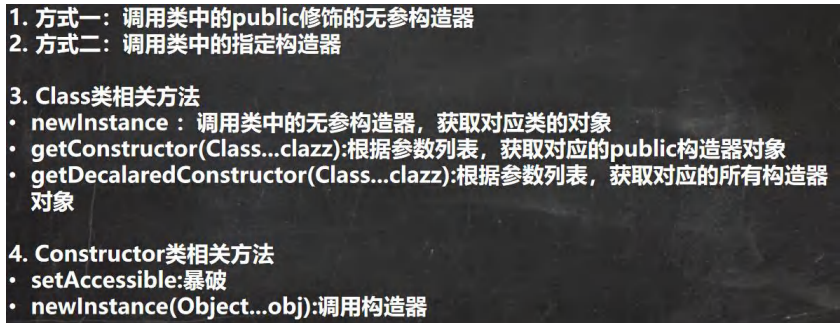 1. 方式一：调用类中的public修饰的无参构造器
2. 方式二：调用类中的指定构造器
3. Class类相关方法
• newInstance ：调用类中的无参构造器，获取对应类的对象
• getConstructor(Class...clazz):根据参数列表，获取对应的public构造器对象
• getDecalaredConstructor(Class...clazz):根据参数列表，获取对应的所有构造器
对象
4. Constructor类相关方法
• setAccessible:暴破
• newInstance(Object...obj):调用构造器